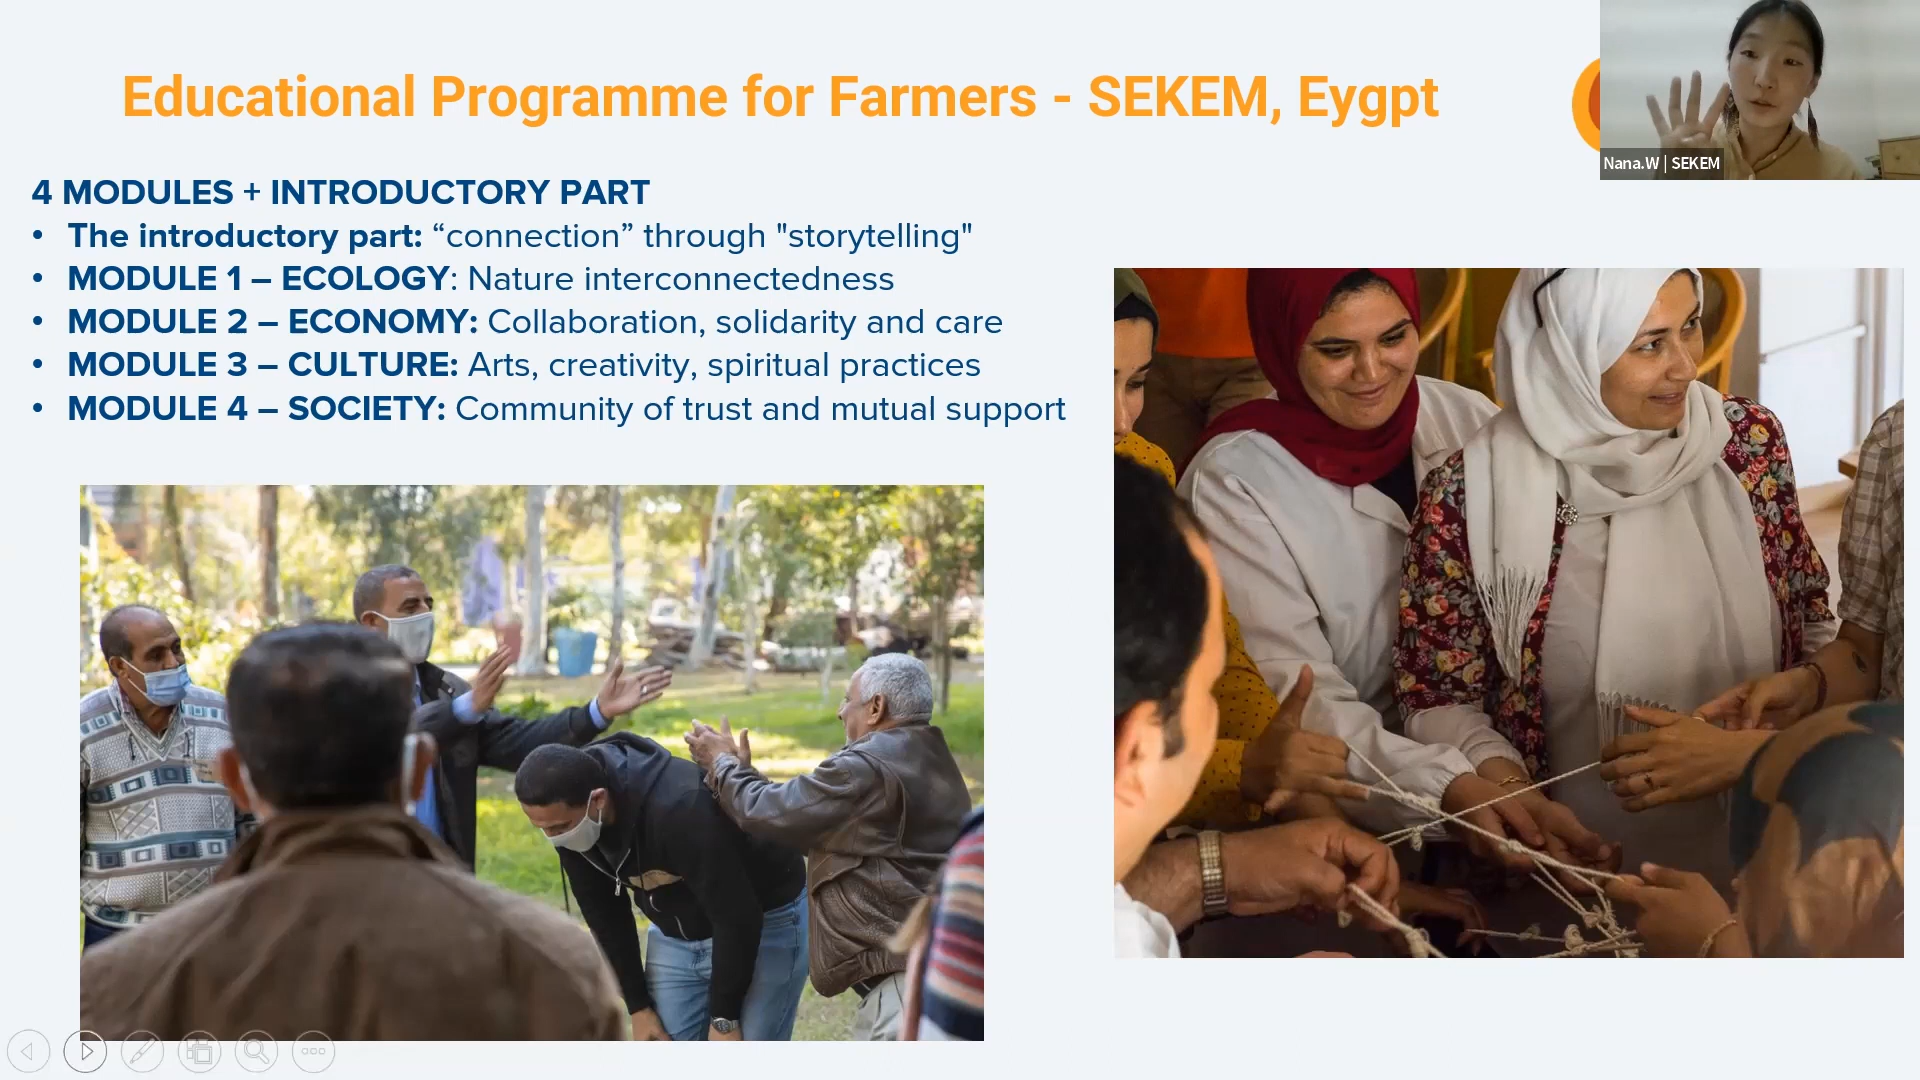 Educational Programme for Farmers - SEKEM, Eygpt
Nana.W | SEKEM
4 MODULES + INTRODUCTORY PART
• The introductory part: “connection” through "storytelling"
• MODULE 1 – ECOLOGY: Nature interconnectedness
• MODULE 2 – ECONOMY: Collaboration, solidarity and care
• MODULE 3 – CULTURE: Arts, creativity, spiritual practices
• MODULE 4 – SOCIETY: Community of trust and mutual support